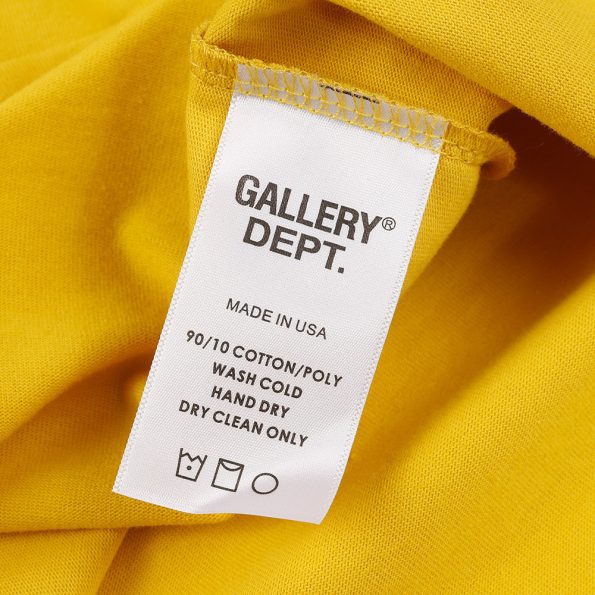 GALLERY®
DEPT.
MADE IN USA
90/10 COTTON/POLY
WASH COLD
HAND DRY
DRY CLEAN ONLY